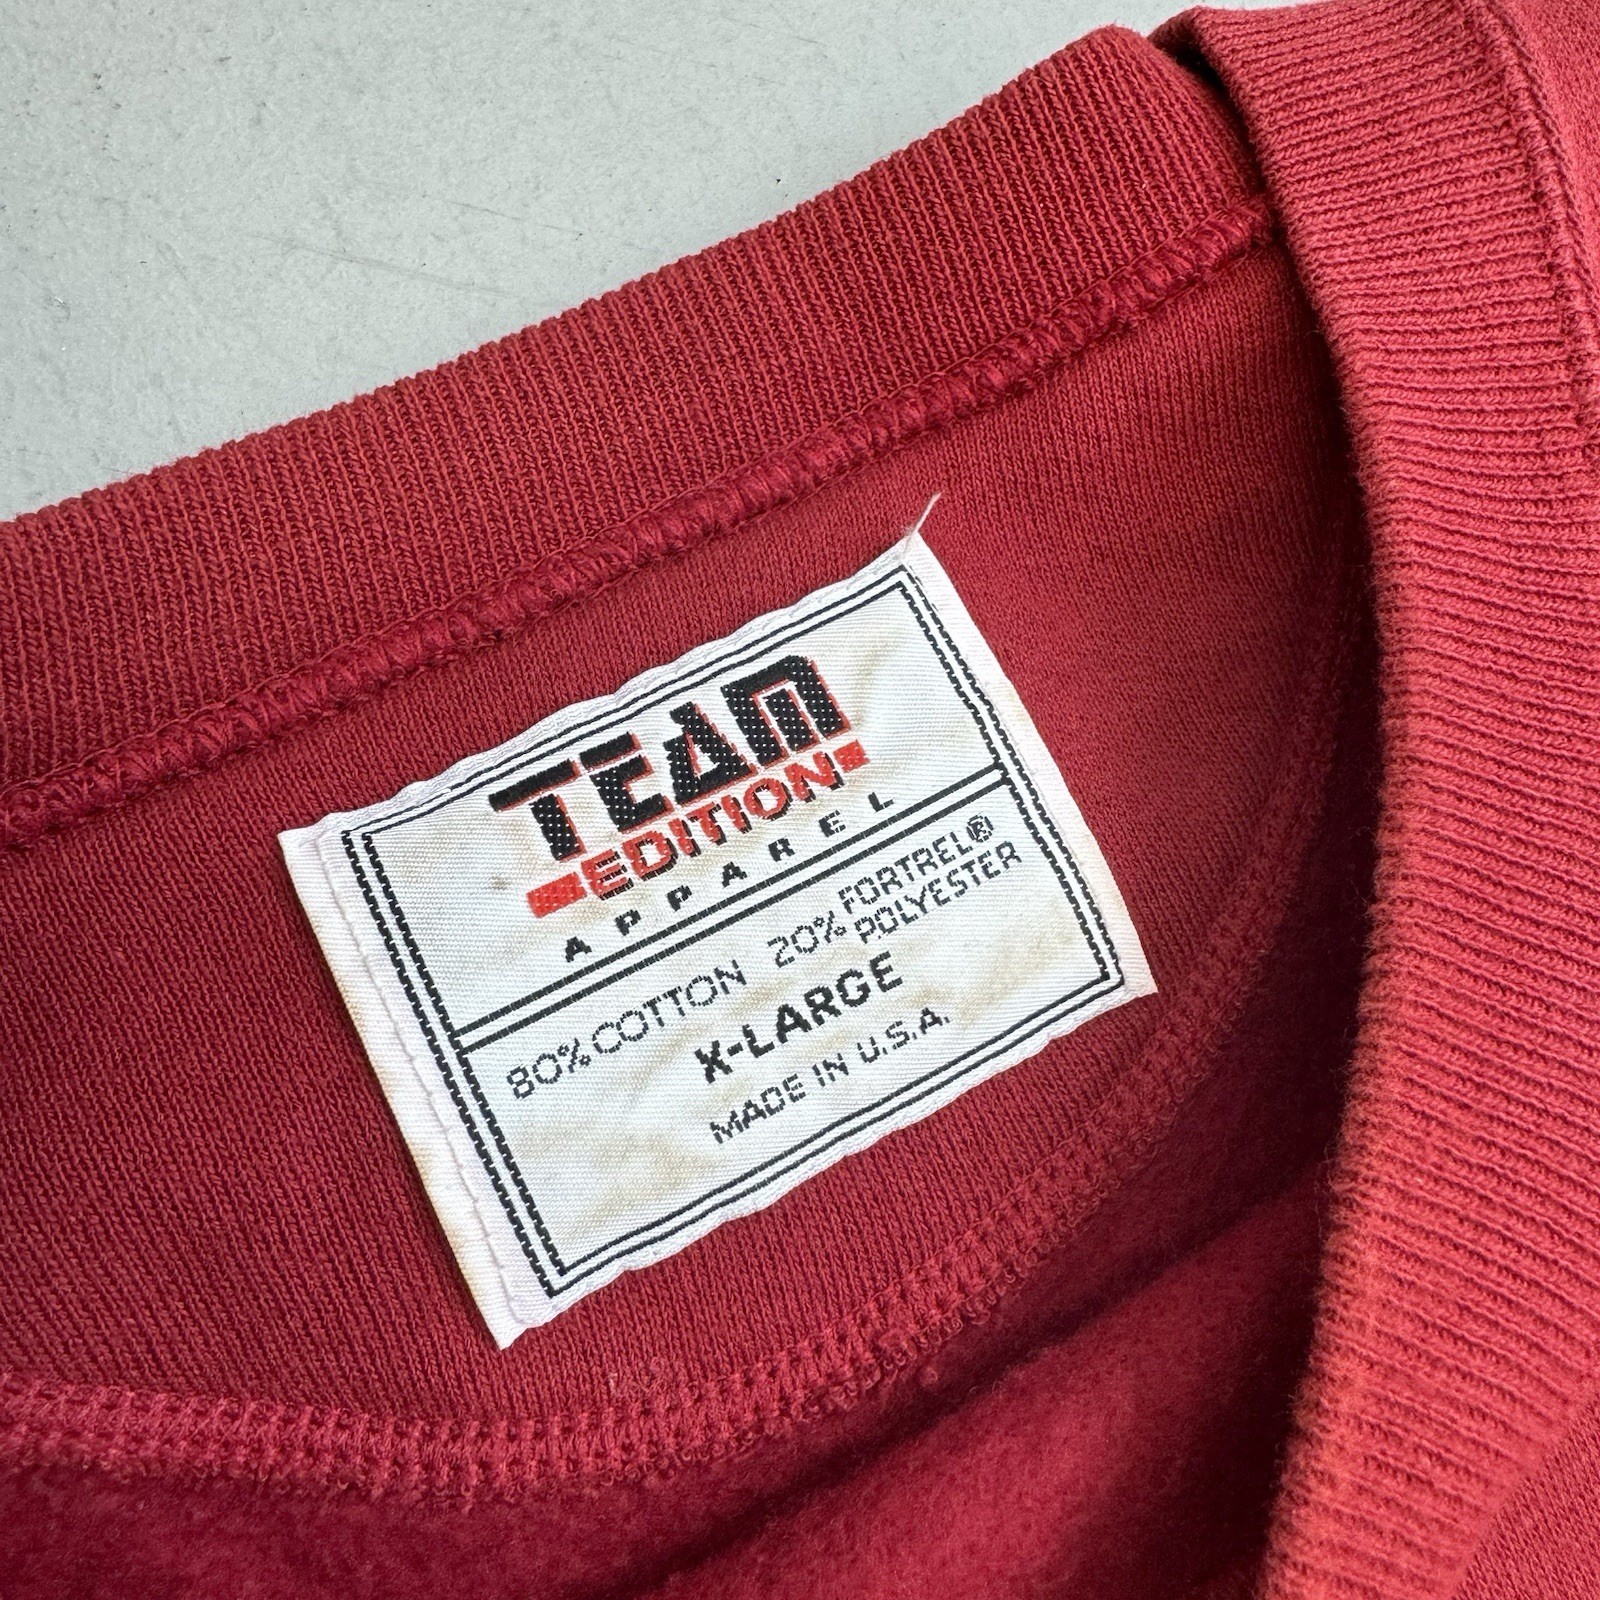 TEAM
EDITION
APPAREL
80% COTTON 20% FORTREL®
POLYESTER
X-LARGE
MADE IN U.S.A.